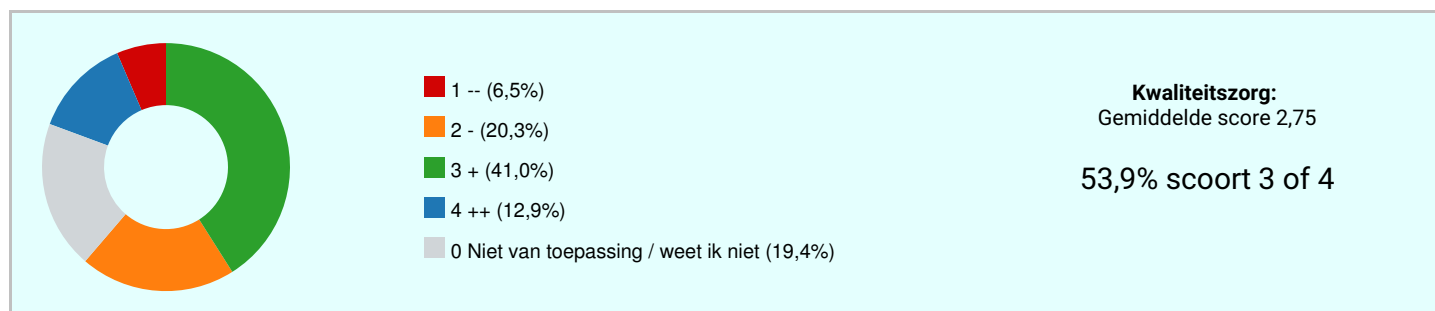 1 -- (6,5%)
2 - (20,3%)
3 + (41,0%)
4 ++ (12,9%)
0 Niet van toepassing / weet ik niet (19,4%)
Kwaliteitszorg:
Gemiddelde score 2,75
53,9% scoort 3 of 4